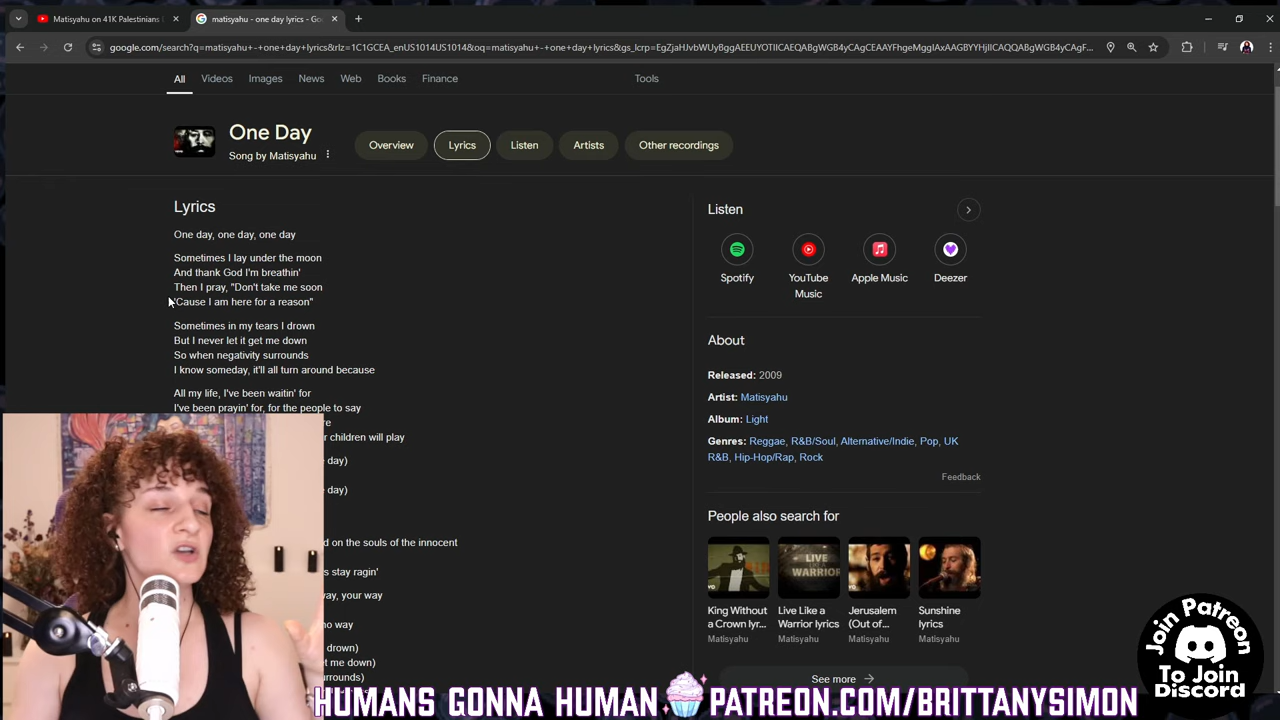 Matisyahu on 41K Palestinians
matisyahu - one day lyrics - Go
google.com/search?q=matisyahu+-+one+day+lyrics&rlz=1C1GCEA_enUS1014US1014&oq=matisyahu+-+one+day+lyrics&gs_lcrp=EgZjaHJvbWUyBggAEEUYOTIICAEQABgWGB4yCAgCEAAYFhgeMggIAxAAGBYYHjIICAQQABgWGB4yCAgF...
All
Videos
Images
News
Web
Books
Finance
Tools
One Day
Song by Matisyahu
Overview
Lyrics
Listen
Artists
Other recordings
Lyrics
One day, one day, one day
Sometimes I lay under the moon
And thank God I'm breathin'
Then I pray, "Don't take me soon
'Cause I am here for a reason"
Sometimes in my tears I drown
But I never let it get me down
So when negativity surrounds
I know someday, it'll all turn around because
All my life, I've been waitin' for
I've been prayin' for, for the people to say
re
r children will play
e day)
e day)
d on the souls of the innocent
s stay ragin'
way, your way
no way
drown)
et me down)
urrounds)
Listen
Spotify
YouTube Music
Apple Music
Deezer
About
Released: 2009
Artist: Matisyahu
Album: Light
Genres: Reggae, R&B/Soul, Alternative/Indie, Pop, UK
R&B, Hip-Hop/Rap, Rock
Feedback
People also search for
LIVE
LIKE A
WARRIOR
King Without
a Crown lyr...
Matisyahu
Live Like a
Warrior lyrics
Matisyahu
Jerusalem
(Out of...
Matisyahu
Sunshine
lyrics
Matisyahu
See more
Join Patreon
To Join
Discord
HUMANS GONNA HUMAN PATREON.COM/BRITTANYSIMON